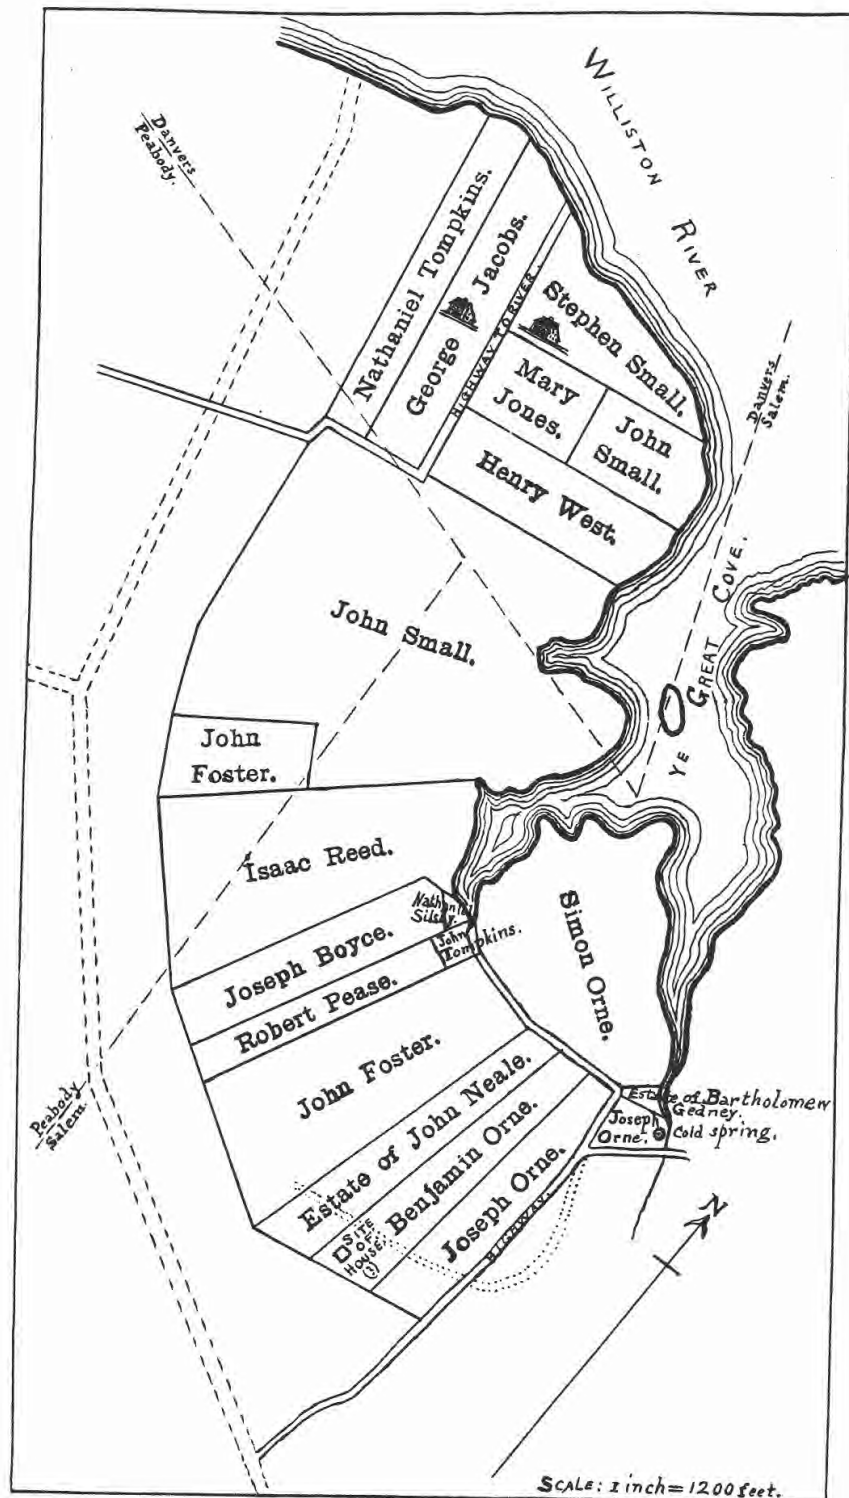 WILLISTON RIVER
Danvers
Peabody.
Nathaniel Tompkins.
George Jacobs.
HIGHWAY TO RIVER.
Stephen Small.
Mary
Jones.
John
Small.
Henry West.
Danvers
Salem.
YE GREAT COVE.
John Small.
John
Foster.
Isaac Reed.
Nathaniel
Silsby.
Joseph Boyce.
John
Tompkins.
Robert Pease.
Simon Orne.
John Foster.
Peabody
Salem.
Estate of John Neale.
Benjamin Orne.
SITE
OF
HOUSE
(1)
Joseph Orne.
HIGHWAY.
Estate of Bartholomew
Gedney.
Joseph
Orne.
Cold spring.
N
SCALE: 1 inch = 1200 feet.